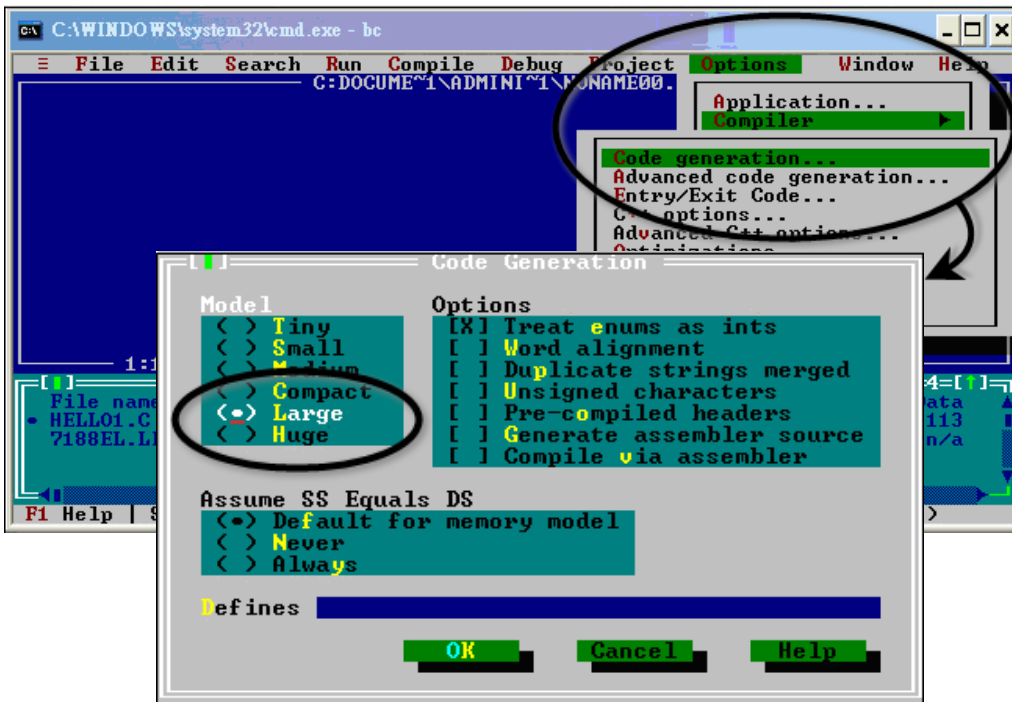 C:\WINDOWS\system32\cmd.exe - bc
≡ File Edit Search Run Compile Debug Project Options Window Help
C:DOCUME~1\ADMINI~1\NONAME00.
Application...
Compiler
Code generation...
Advanced code generation...
Entry/Exit Code...
C++ options...
Advanced C++ options...
Optimizations
Code Generation
Model
( ) Tiny
( ) Small
( ) Medium
( ) Compact
(•) Large
( ) Huge
Options
[X] Treat enums as ints
[ ] Word alignment
[ ] Duplicate strings merged
[ ] Unsigned characters
[ ] Pre-compiled headers
[ ] Generate assembler source
[ ] Compile via assembler
Assume SS Equals DS
(•) Default for memory model
( ) Never
( ) Always
Defines
OK Cancel Help
1:1
File name
• HELLO1.C
7188EL.LI
4=[↑]
Data
113
n/a
F1 Help